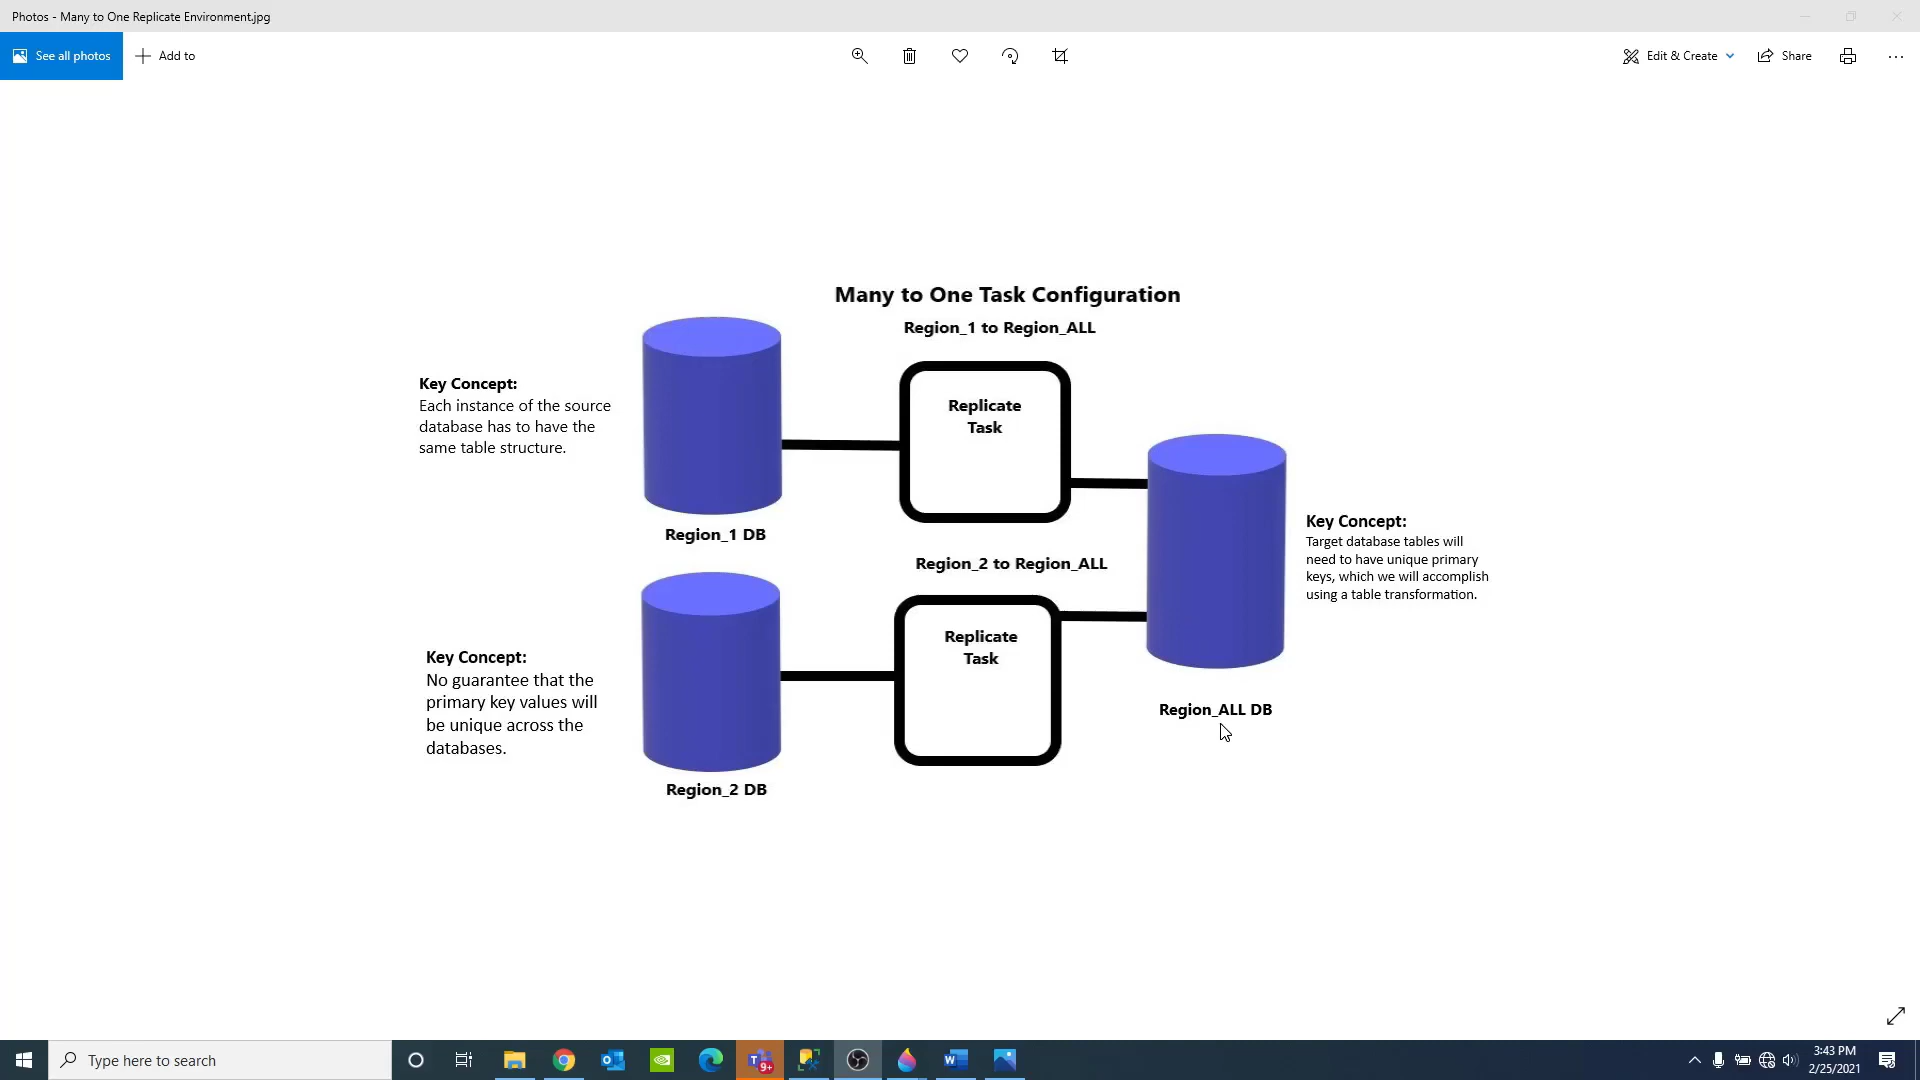 Photos - Many to One Replicate Environment.jpg
See all photos
Add to
Edit & Create
Share
Many to One Task Configuration
Region_1 to Region_ALL
Key Concept:
Each instance of the source
database has to have the
same table structure.
Replicate
Task
Region_1 DB
Region_2 to Region_ALL
Key Concept:
Target database tables will
need to have unique primary
keys, which we will accomplish
using a table transformation.
Key Concept:
No guarantee that the
primary key values will
be unique across the
databases.
Replicate
Task
Region_ALL DB
Region_2 DB
Type here to search
9+
3:43 PM
2/25/2021